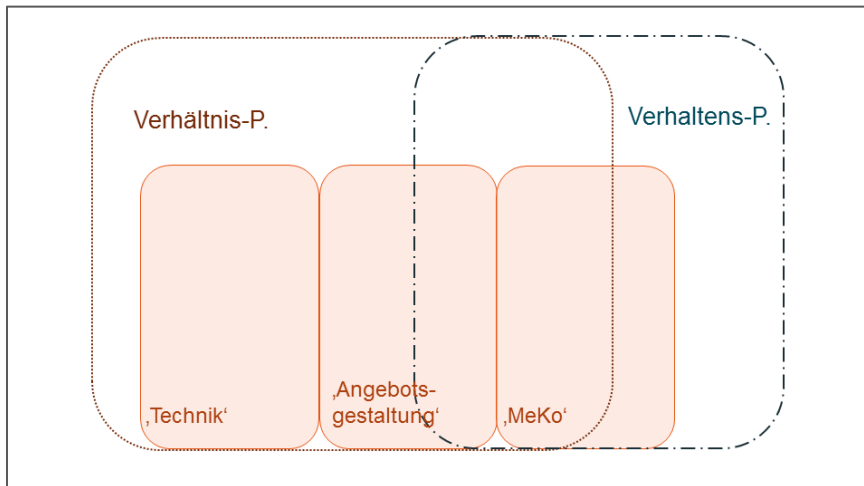 Verhältnis-P.
Verhaltens-P.
‚Technik‘
‚Angebots-
gestaltung‘
‚MeKo‘